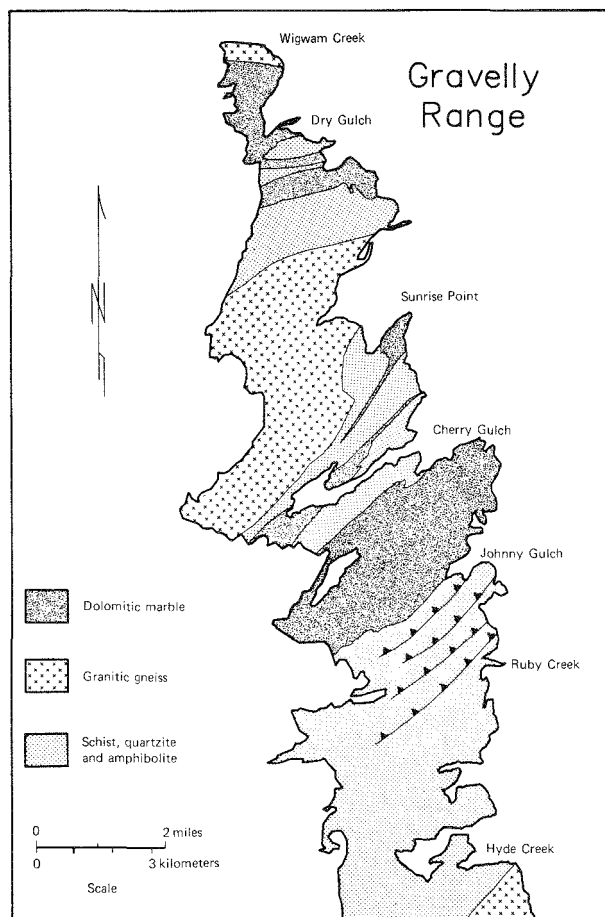 Wigwam Creek
Gravelly
Range
Dry Gulch
N
Sunrise Point
Cherry Gulch
Johnny Gulch
Dolomitic marble
Ruby Creek
Granitic gneiss
Schist, quartzite
and amphibolite
0 2 miles
0 3 kilometers
Scale
Hyde Creek